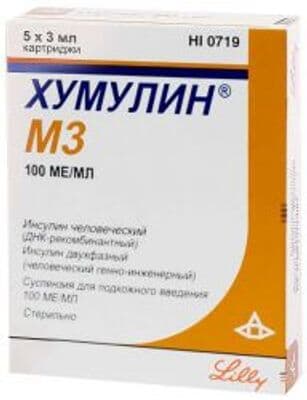 5 x 3 мл
картриджи
HI 0719
ХУМУЛИН®
М3
100 МЕ/МЛ
Инсулин человеческий
(ДНК-рекомбинантный)
Инсулин двухфазный
(человеческий генно-инженерный)
Суспензия для подкожного введения
100 МЕ/МЛ
Стерильно
Lilly